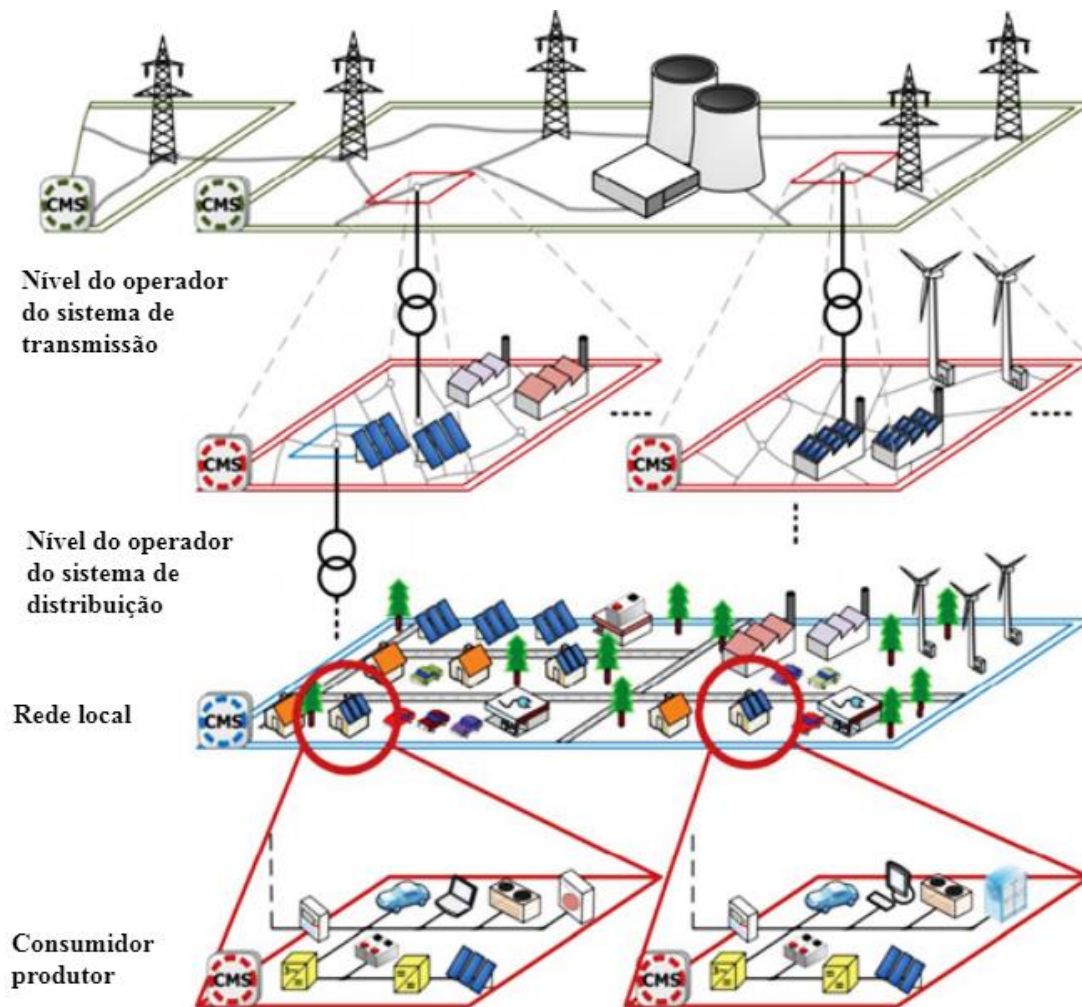 CMS
CMS
Nível do operador
do sistema de
transmissão
CMS
CMS
Nível do operador
do sistema de
distribuição
Rede local
CMS
Consumidor
produtor
CMS
CMS